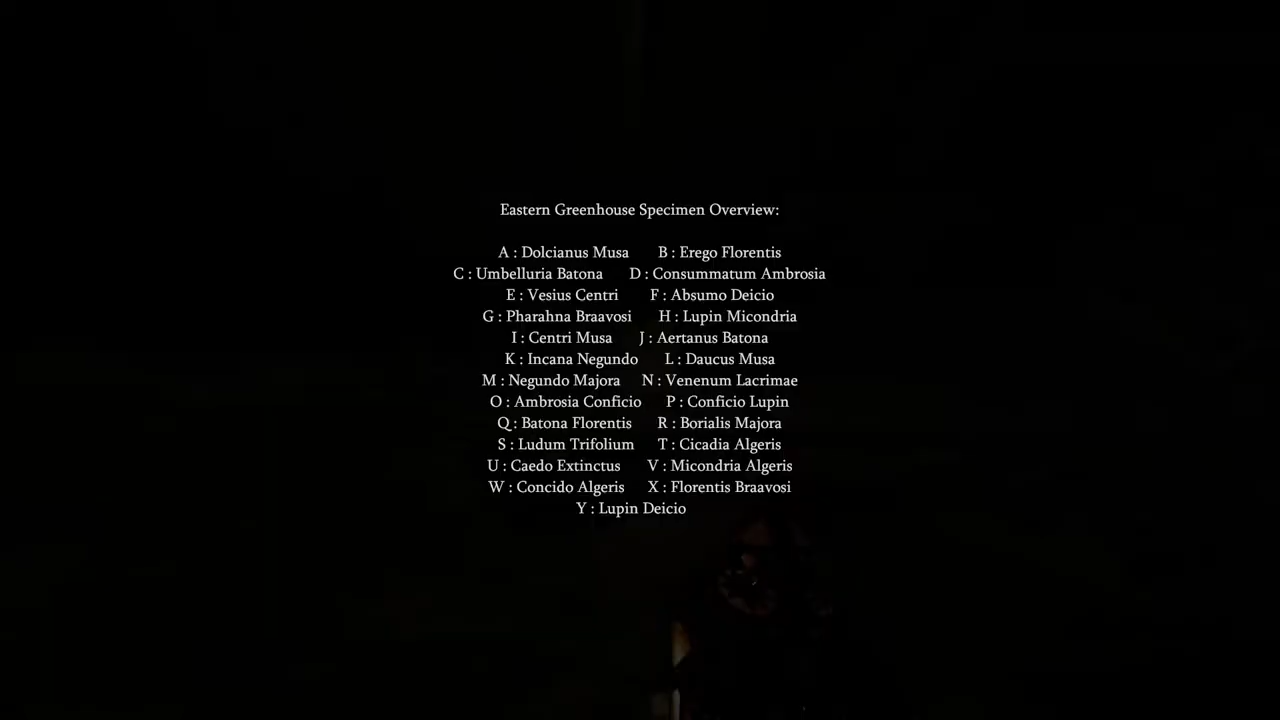 Eastern Greenhouse Specimen Overview:
A : Dolcianus Musa B : Erego Florentis
C : Umbelluria Batona D : Consummatum Ambrosia
E : Vesius Centri F : Absumo Deicio
G : Pharahna Braavosi H : Lupin Micondria
I : Centri Musa J : Aertanus Batona
K : Incana Negundo L : Daucus Musa
M : Negundo Majora N : Venenum Lacrimae
O : Ambrosia Conficio P : Conficio Lupin
Q : Batona Florentis R : Borialis Majora
S : Ludum Trifolium T : Cicadia Algeris
U : Caedo Extinctus V : Micondria Algeris
W : Concido Algeris X : Florentis Braavosi
Y : Lupin Deicio